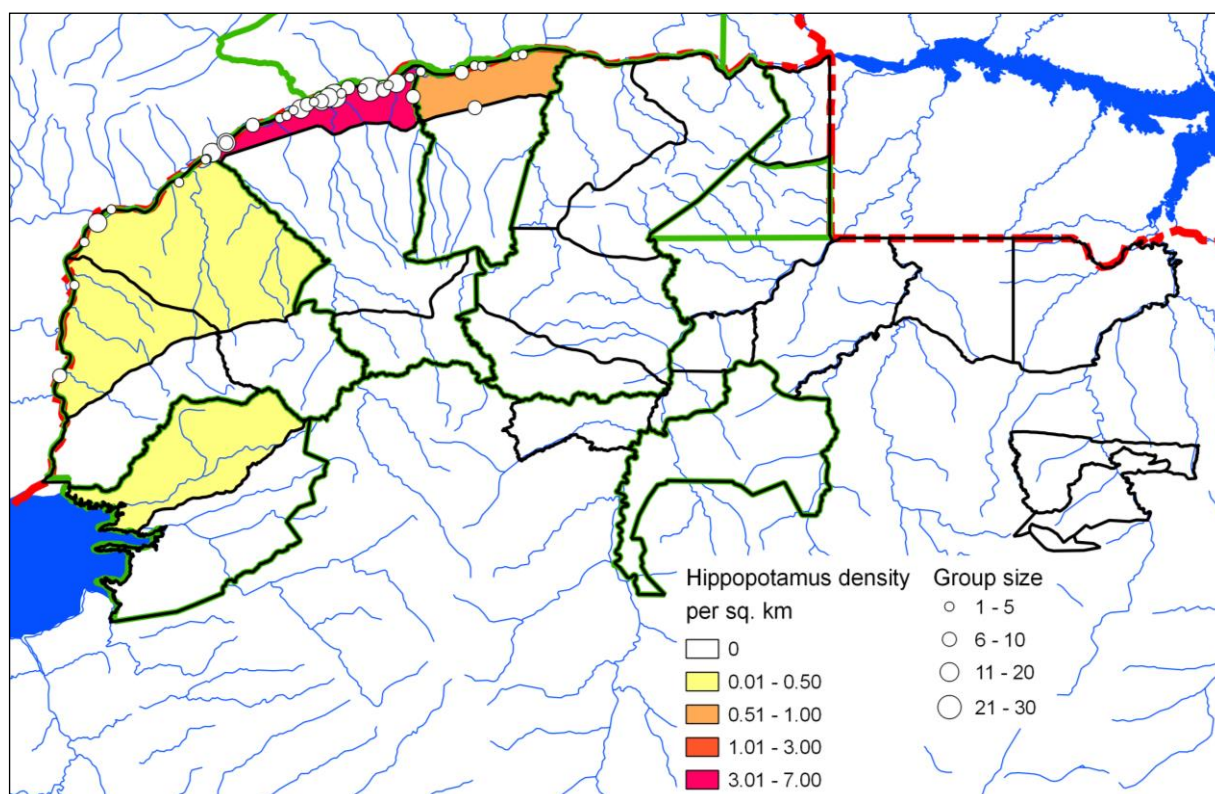 Hippopotamus density
per sq. km
0
0.01 - 0.50
0.51 - 1.00
1.01 - 3.00
3.01 - 7.00
Group size
1 - 5
6 - 10
11 - 20
21 - 30